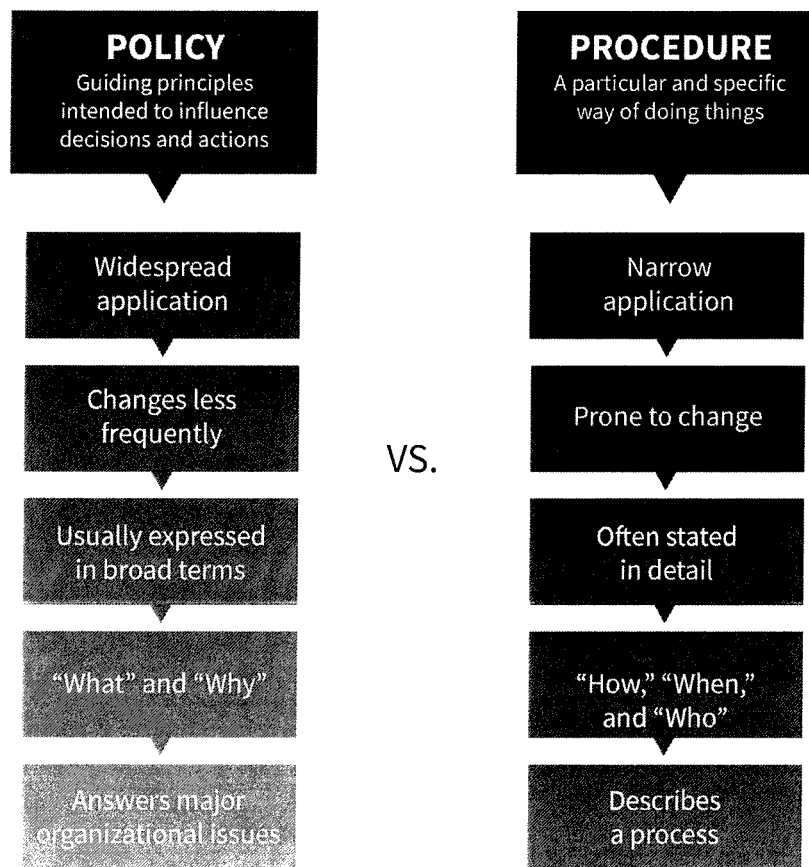 POLICY
Guiding principles
intended to influence
decisions and actions
Widespread
application
Changes less
frequently
Usually expressed
in broad terms
“What” and “Why”
Answers major
organizational issues
VS.
PROCEDURE
A particular and specific
way of doing things
Narrow
application
Prone to change
Often stated
in detail
“How,” “When,”
and “Who”
Describes
a process